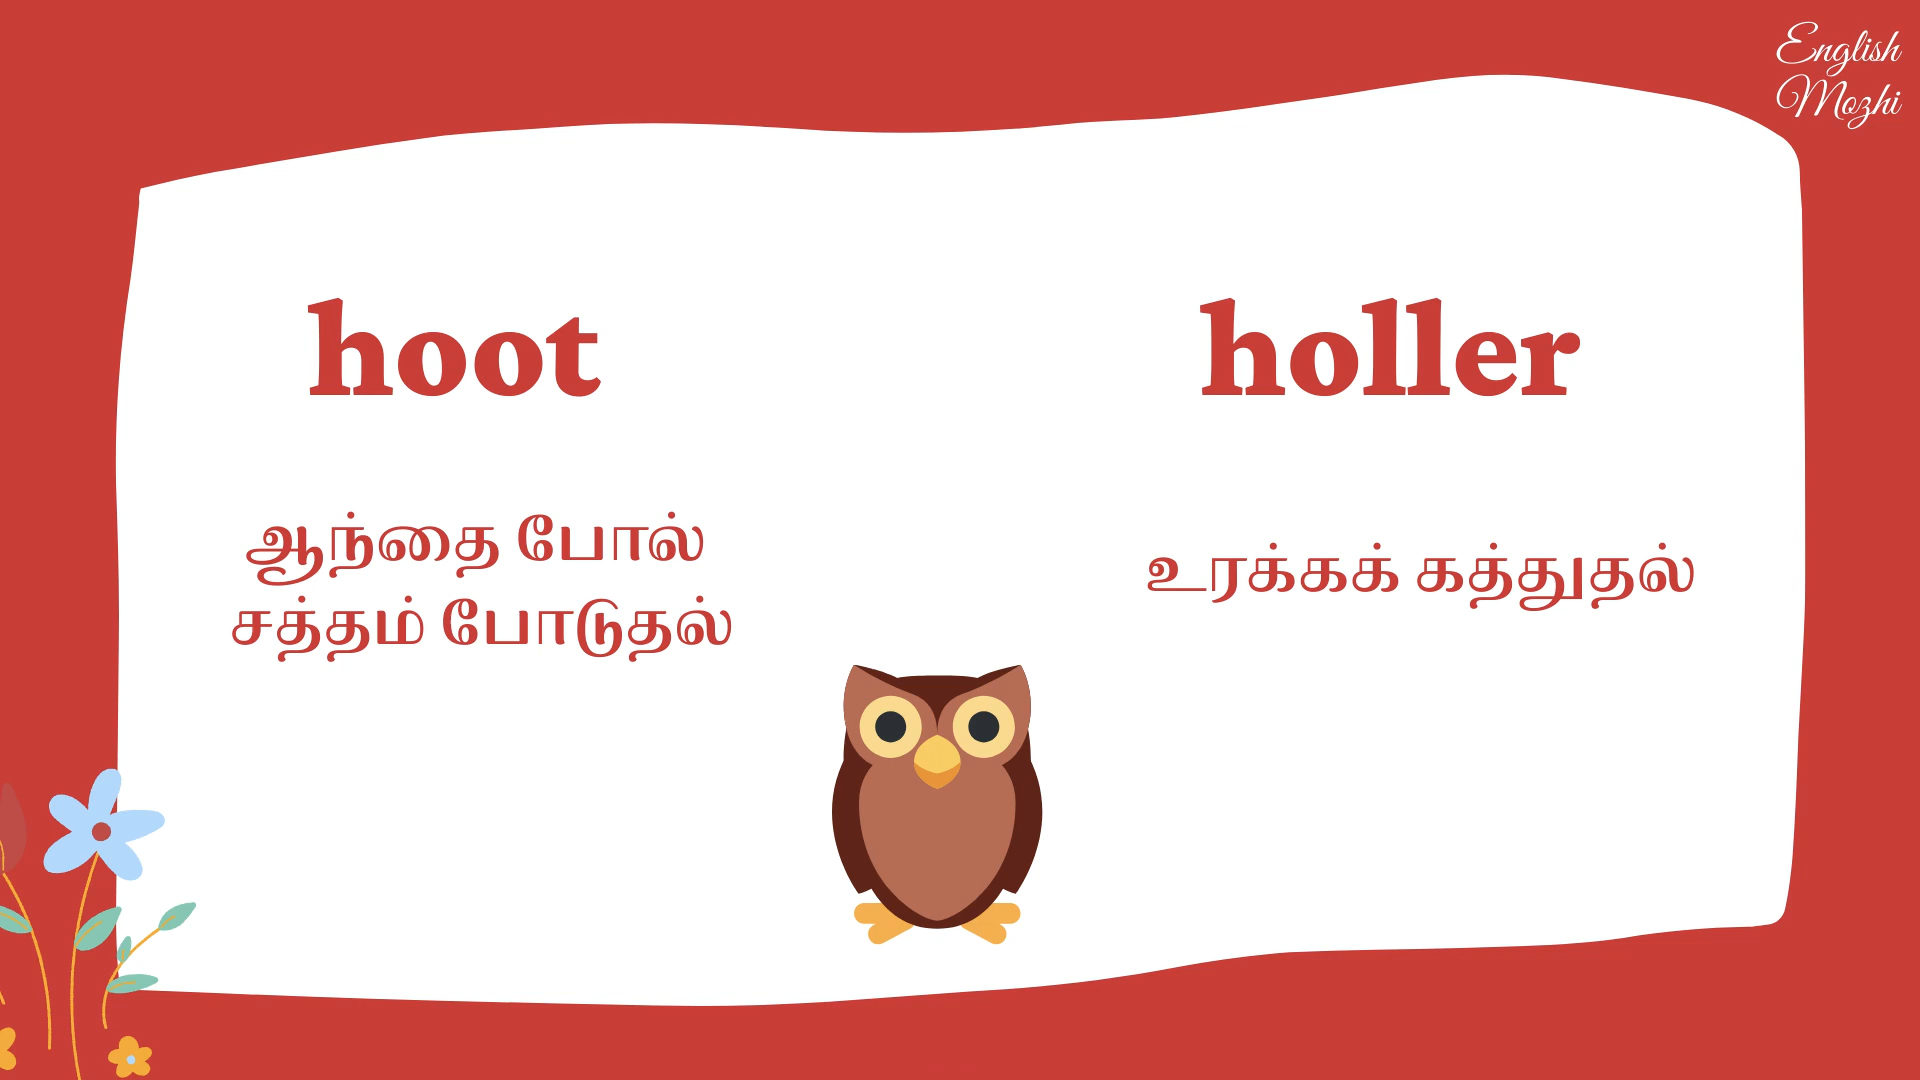 English
Mozhi
hoot
ஆந்தை போல்
சத்தம் போடுதல்
holler
உரக்கக் கத்துதல்